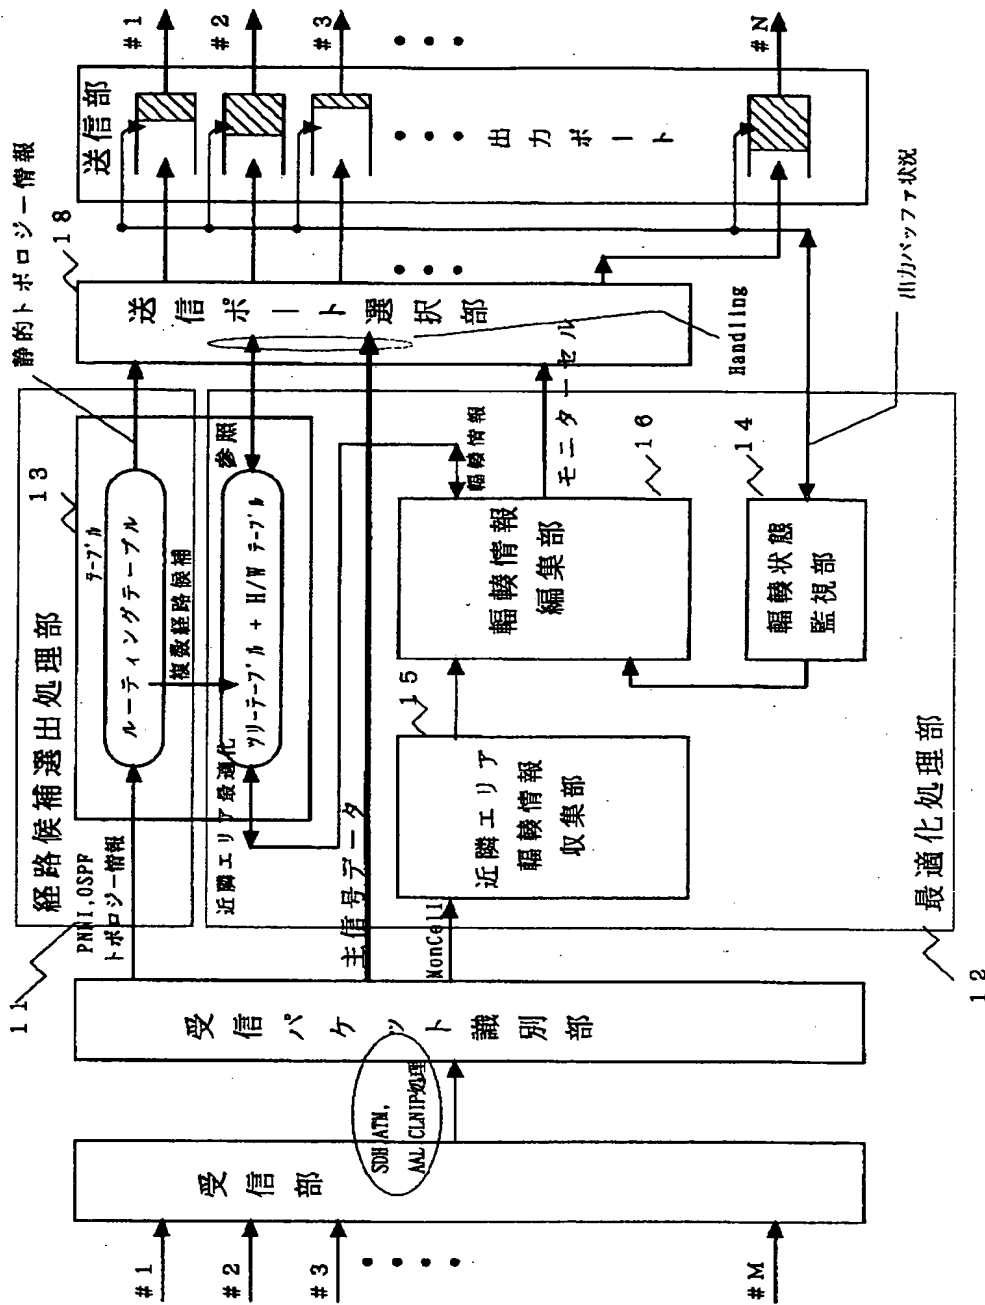 #1
#2
#3
#M
受信部
SDH,ATM,
AAL,CLNIP処理
受信パケット識別部
11
PNNI,OSPP
トポロジー情報
主信号データ
MonCell
経路候補選出処理部
13
テーブル
ルーティングテーブル
複数経路候補
近隣エリア最適化
ツリーテーブル + H/Wテーブル
参照
輻輳情報
15
近隣エリア
輻輳情報
収集部
輻輳情報
編集部
16
モニターセル
14
輻輳状態
監視部
最適化処理部
12
静的トポロジー情報
18
送信ポート選択部
Handling
出力バッファ状況
送信部
出力ポート
#1
#2
#3
#N